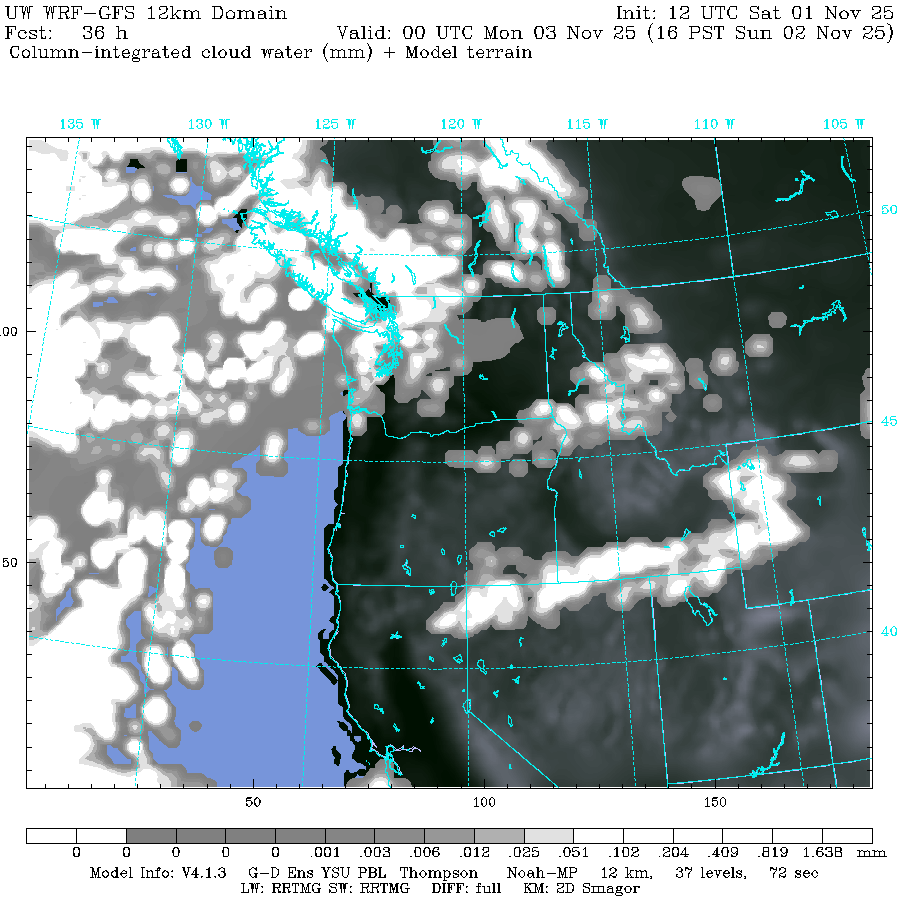 UW WRF-GFS 12km Domain Init: 12 UTC Sat 01 Nov 25
Fcst: 36 h Valid: 00 UTC Mon 03 Nov 25 (16 PST Sun 02 Nov 25)
Column-integrated cloud water (mm) + Model terrain
135 W 130 W 125 W 120 W 115 W 110 W 105 W
50
00
45
50
40
50 100 150
0 0 0 0 0 .001 .003 .006 .012 .025 .051 .102 .204 .409 .819 1.638 mm
Model Info: V4.1.3 G-D Ens YSU PBL Thompson Noah-MP 12 km, 37 levels, 72 sec
LW: RRTMG SW: RRTMG DIFF: full KM: 2D Smagor